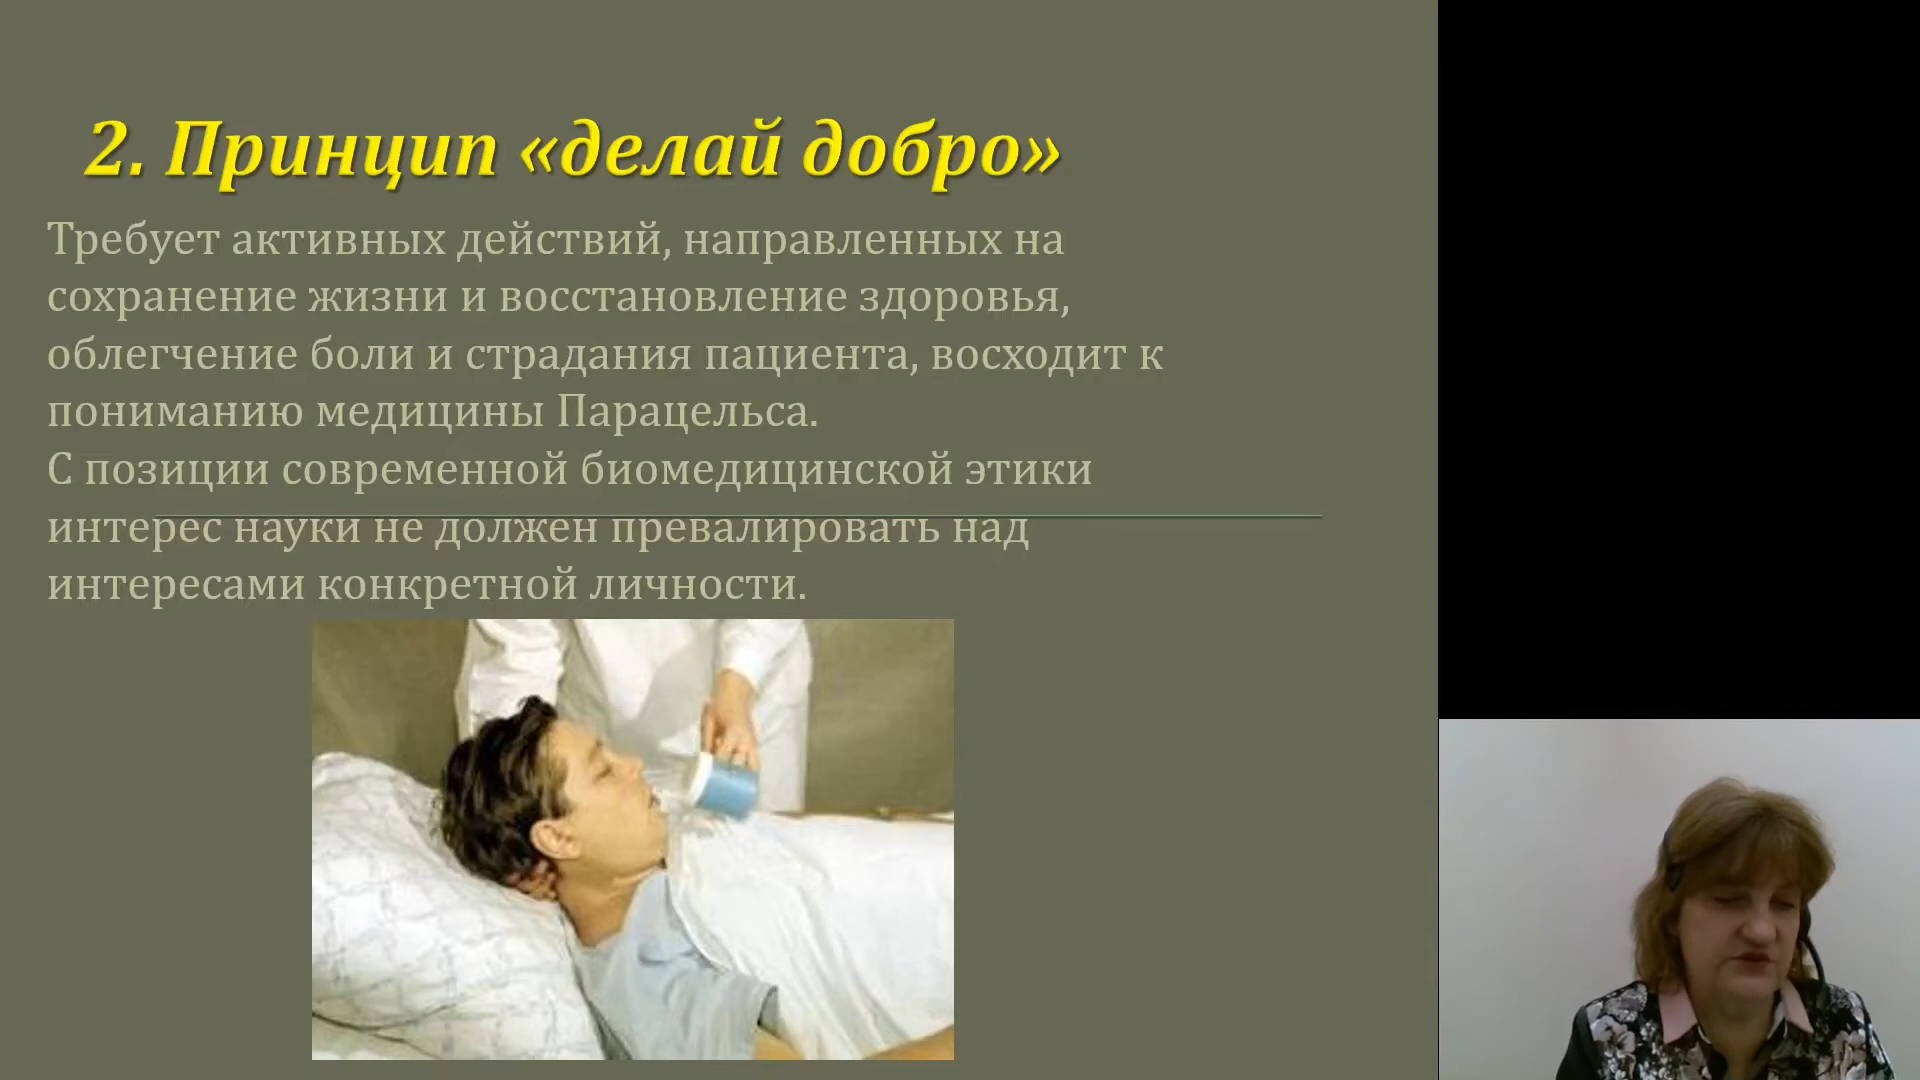 2. Принцип «делай добро»
Требует активных действий, направленных на
сохранение жизни и восстановление здоровья,
облегчение боли и страдания пациента, восходит к
пониманию медицины Парацельса.
С позиции современной биомедицинской этики
интерес науки не должен превалировать над
интересами конкретной личности.